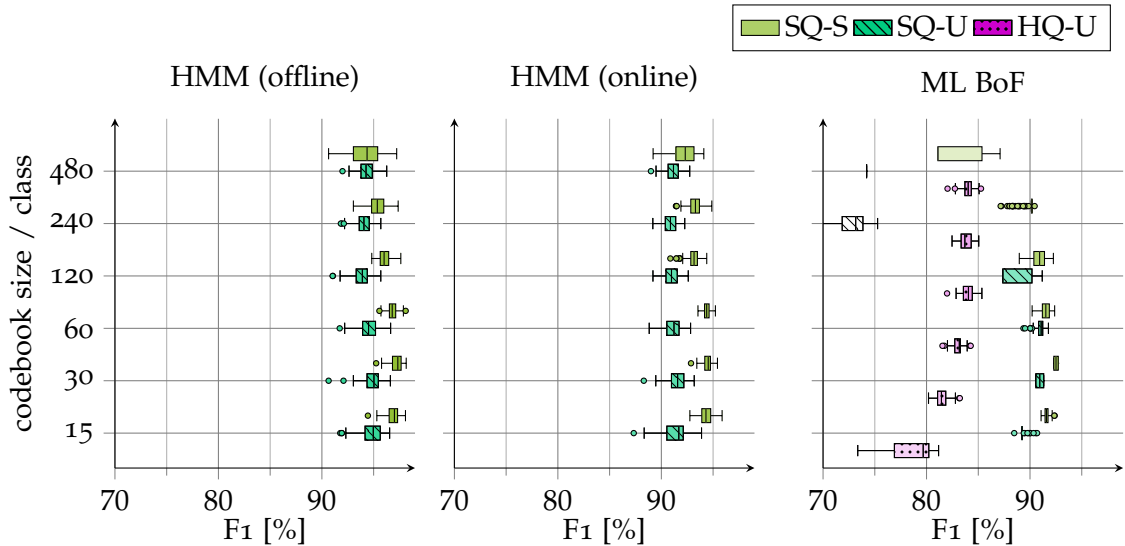 SQ-S SQ-U HQ-U
HMM (offline) HMM (online) ML BoF
codebook size / class
480
240
120
60
30
15
70 80 90 70 80 90 70 80 90
F1 [%] F1 [%] F1 [%]